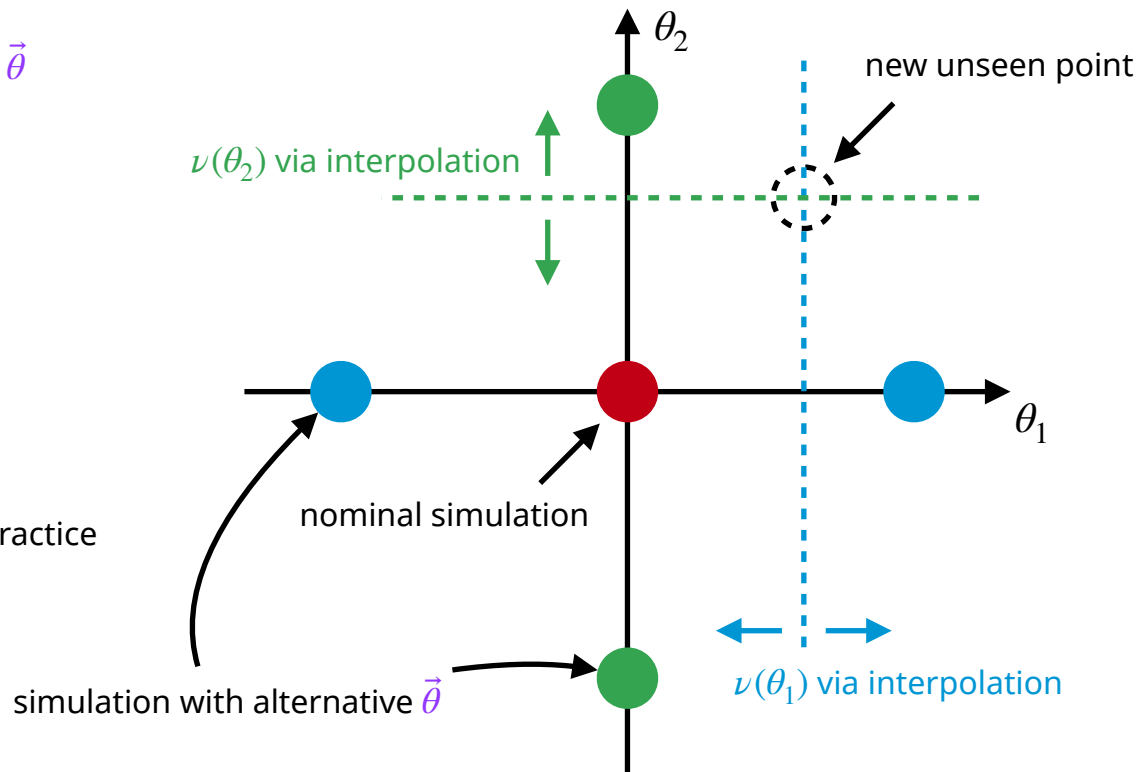 θ⃗
θ₂
new unseen point
ν(θ₂) via interpolation
θ₁
nominal simulation
ractice
simulation with alternative θ⃗
ν(θ₁) via interpolation